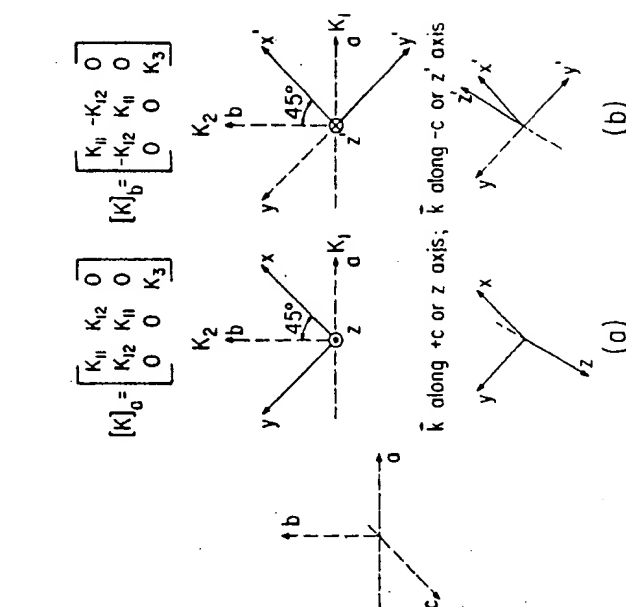 [K]a = [K11 K12 0
K12 K11 0
0 0 K3]
[K]b = [K11 -K12 0
-K12 K11 0
0 0 K3]
b
a
c
K2
b
45°
x
y
z
K1
a
K2
b
45°
x'
y
z'
K1
a
y'
k⃗ along +c or z axis; k⃗ along -c or z' axis
y
x
z
y
z'
x'
y'
(a)
(b)